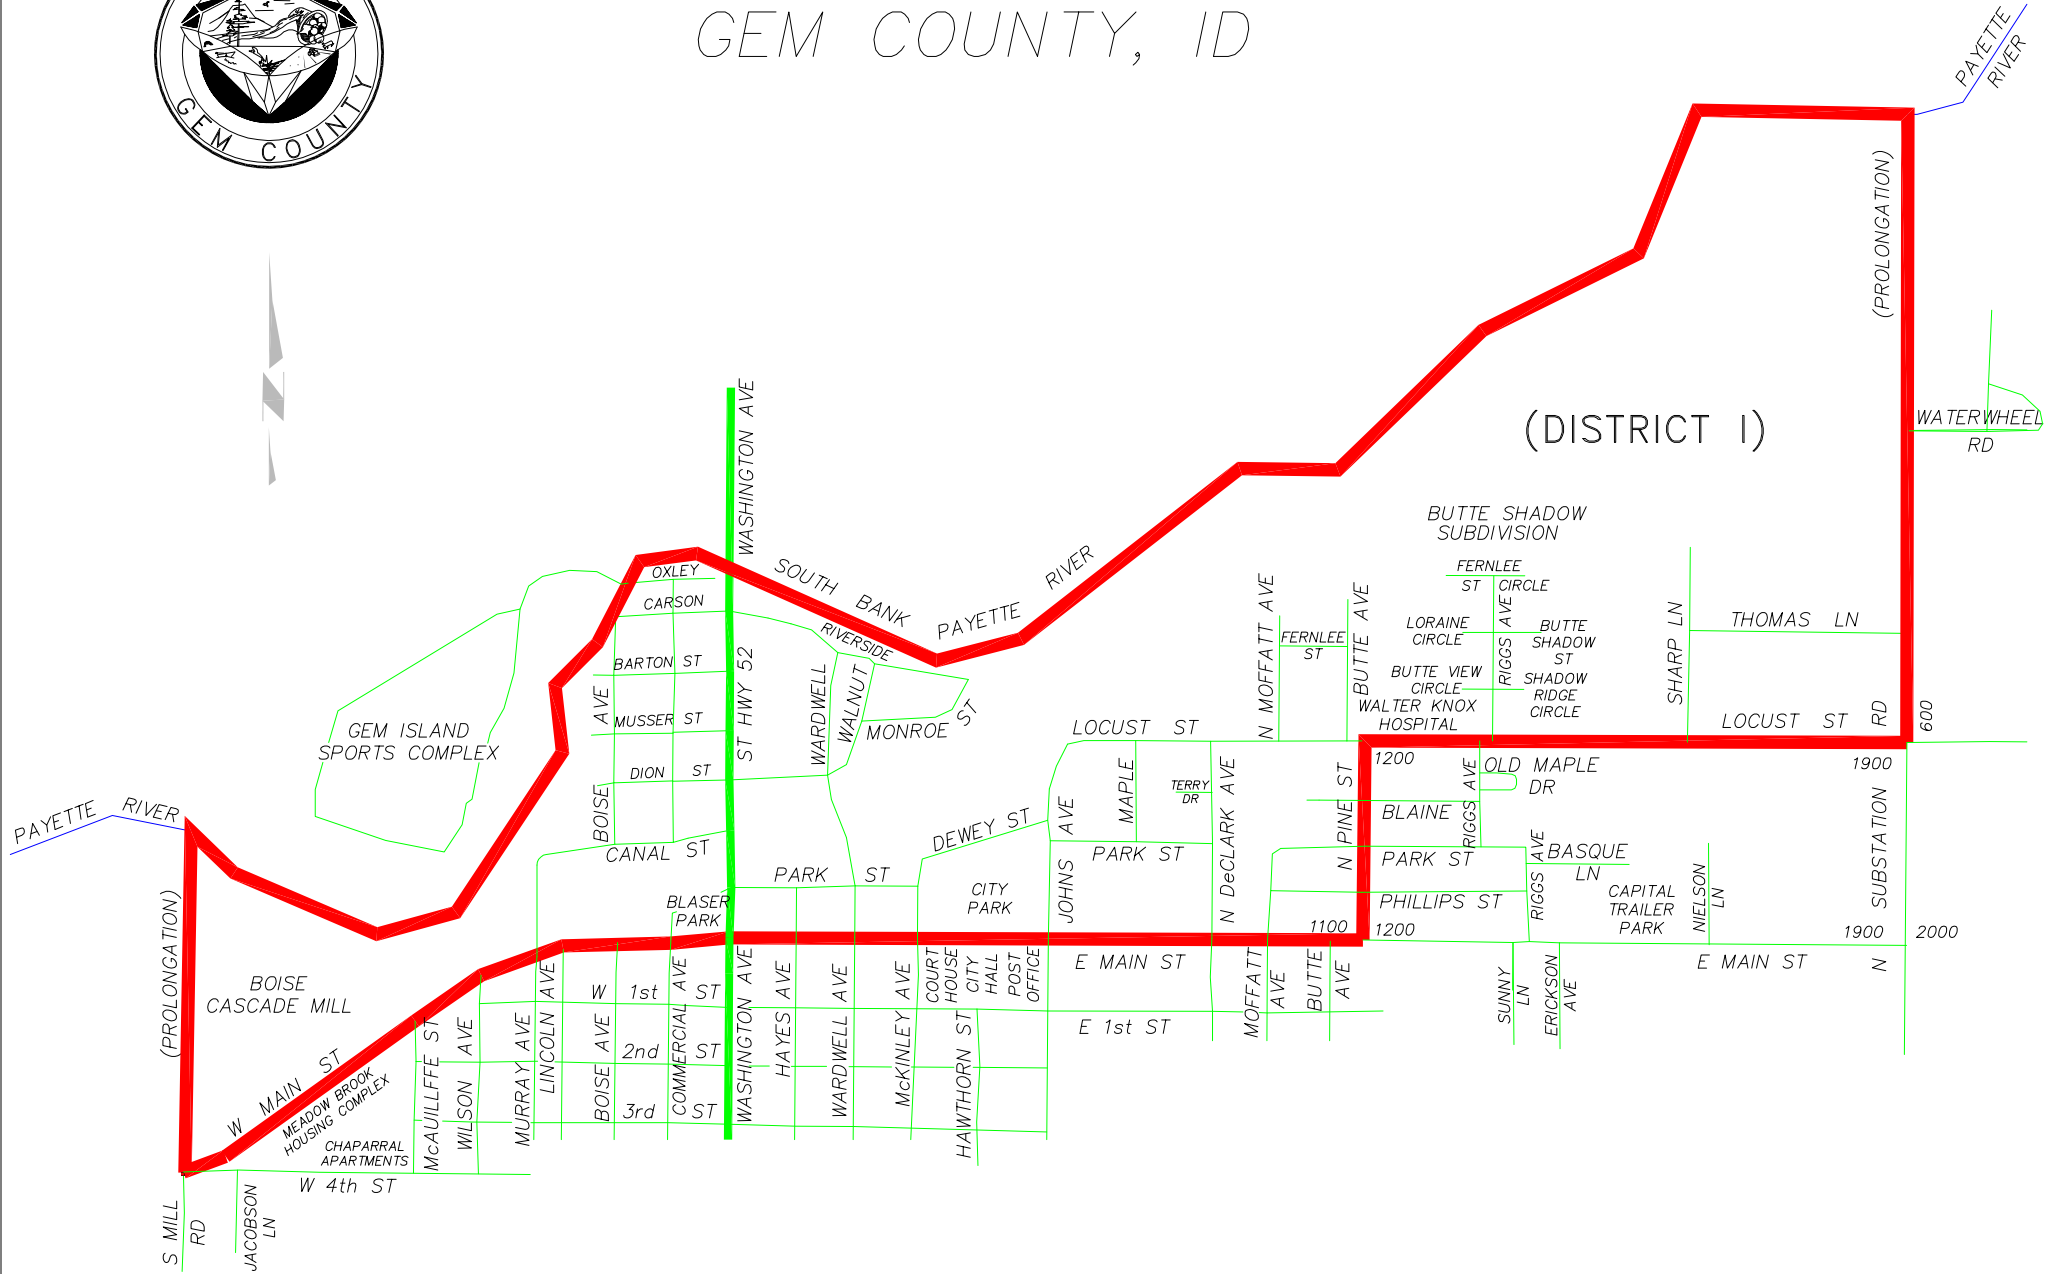 GEM COUNTY, ID
GEM COUNTY
PAYETTE
RIVER
(PROLONGATION)
(DISTRICT I)
WATERWHEEL
RD
WASHINGTON AVE
SOUTH BANK
PAYETTE RIVER
OXLEY
CARSON
RIVERSIDE
BARTON ST
BOISE AVE
MUSSER ST
DION ST
ST HWY 52
WARDWELL
WALNUT
MONROE ST
CANAL ST
GEM ISLAND
SPORTS COMPLEX
PAYETTE RIVER
(PROLONGATION)
BOISE
CASCADE MILL
BUTTE SHADOW
SUBDIVISION
FERNLEE
ST CIRCLE
RIGGS AVE
LORAINE
CIRCLE
BUTTE
SHADOW
ST
BUTTE VIEW
CIRCLE
SHADOW
RIDGE
CIRCLE
WALTER KNOX
HOSPITAL
N MOFFATT AVE
FERNLEE
ST
BUTTE AVE
SHARP LN
THOMAS LN
LOCUST ST
RD
600
LOCUST ST
1200
1900
OLD MAPLE
DR
MAPLE
TERRY
DR
N DeCLARK AVE
N PINE ST
BLAINE
RIGGS AVE
DEWEY ST
JOHNS AVE
PARK ST
PARK ST
RIGGS AVE
BASQUE
LN
PARK ST
CITY
PARK
BLASER
PARK
PHILLIPS ST
CAPITAL
TRAILER
PARK
NIELSON
LN
N SUBSTATION
1100
1200
1900
2000
E MAIN ST
E MAIN ST
COURT
HOUSE
CITY
HALL
POST
OFFICE
MOFFATT
AVE
BUTTE
AVE
SUNNY
LN
ERICKSON
AVE
W 1st ST
E 1st ST
2nd ST
3rd ST
W MAIN ST
MEADOW BROOK
HOUSING COMPLEX
CHAPARRAL
APARTMENTS
McAUILFFE ST
WILSON AVE
MURRAY AVE
LINCOLN AVE
BOISE AVE
COMMERCIAL AVE
WASHINGTON AVE
HAYES AVE
WARDWELL AVE
McKINLEY AVE
HAWTHORN ST
W 4th ST
S MILL
RD
JACOBSON
LN